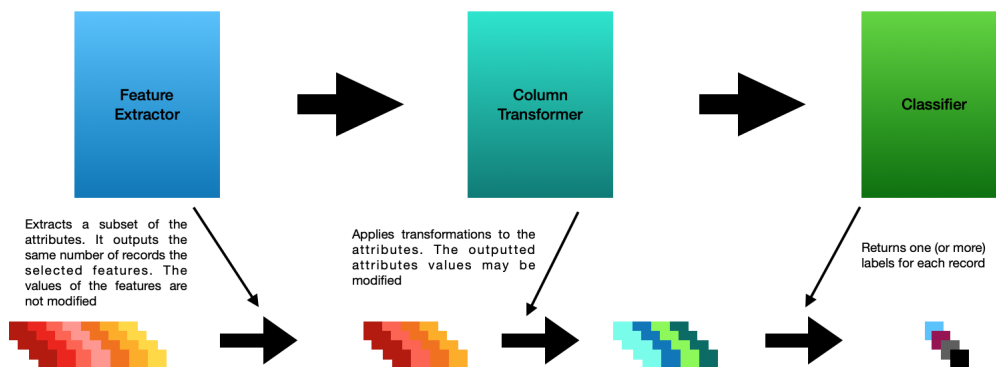 Feature
Extractor
Column
Transformer
Classifier
Extracts a subset of the
attributes. It outputs the
same number of records the
selected features. The
values of the features are
not modified
Applies transformations to the
attributes. The outputted
attributes values may be
modified
Returns one (or more)
labels for each record